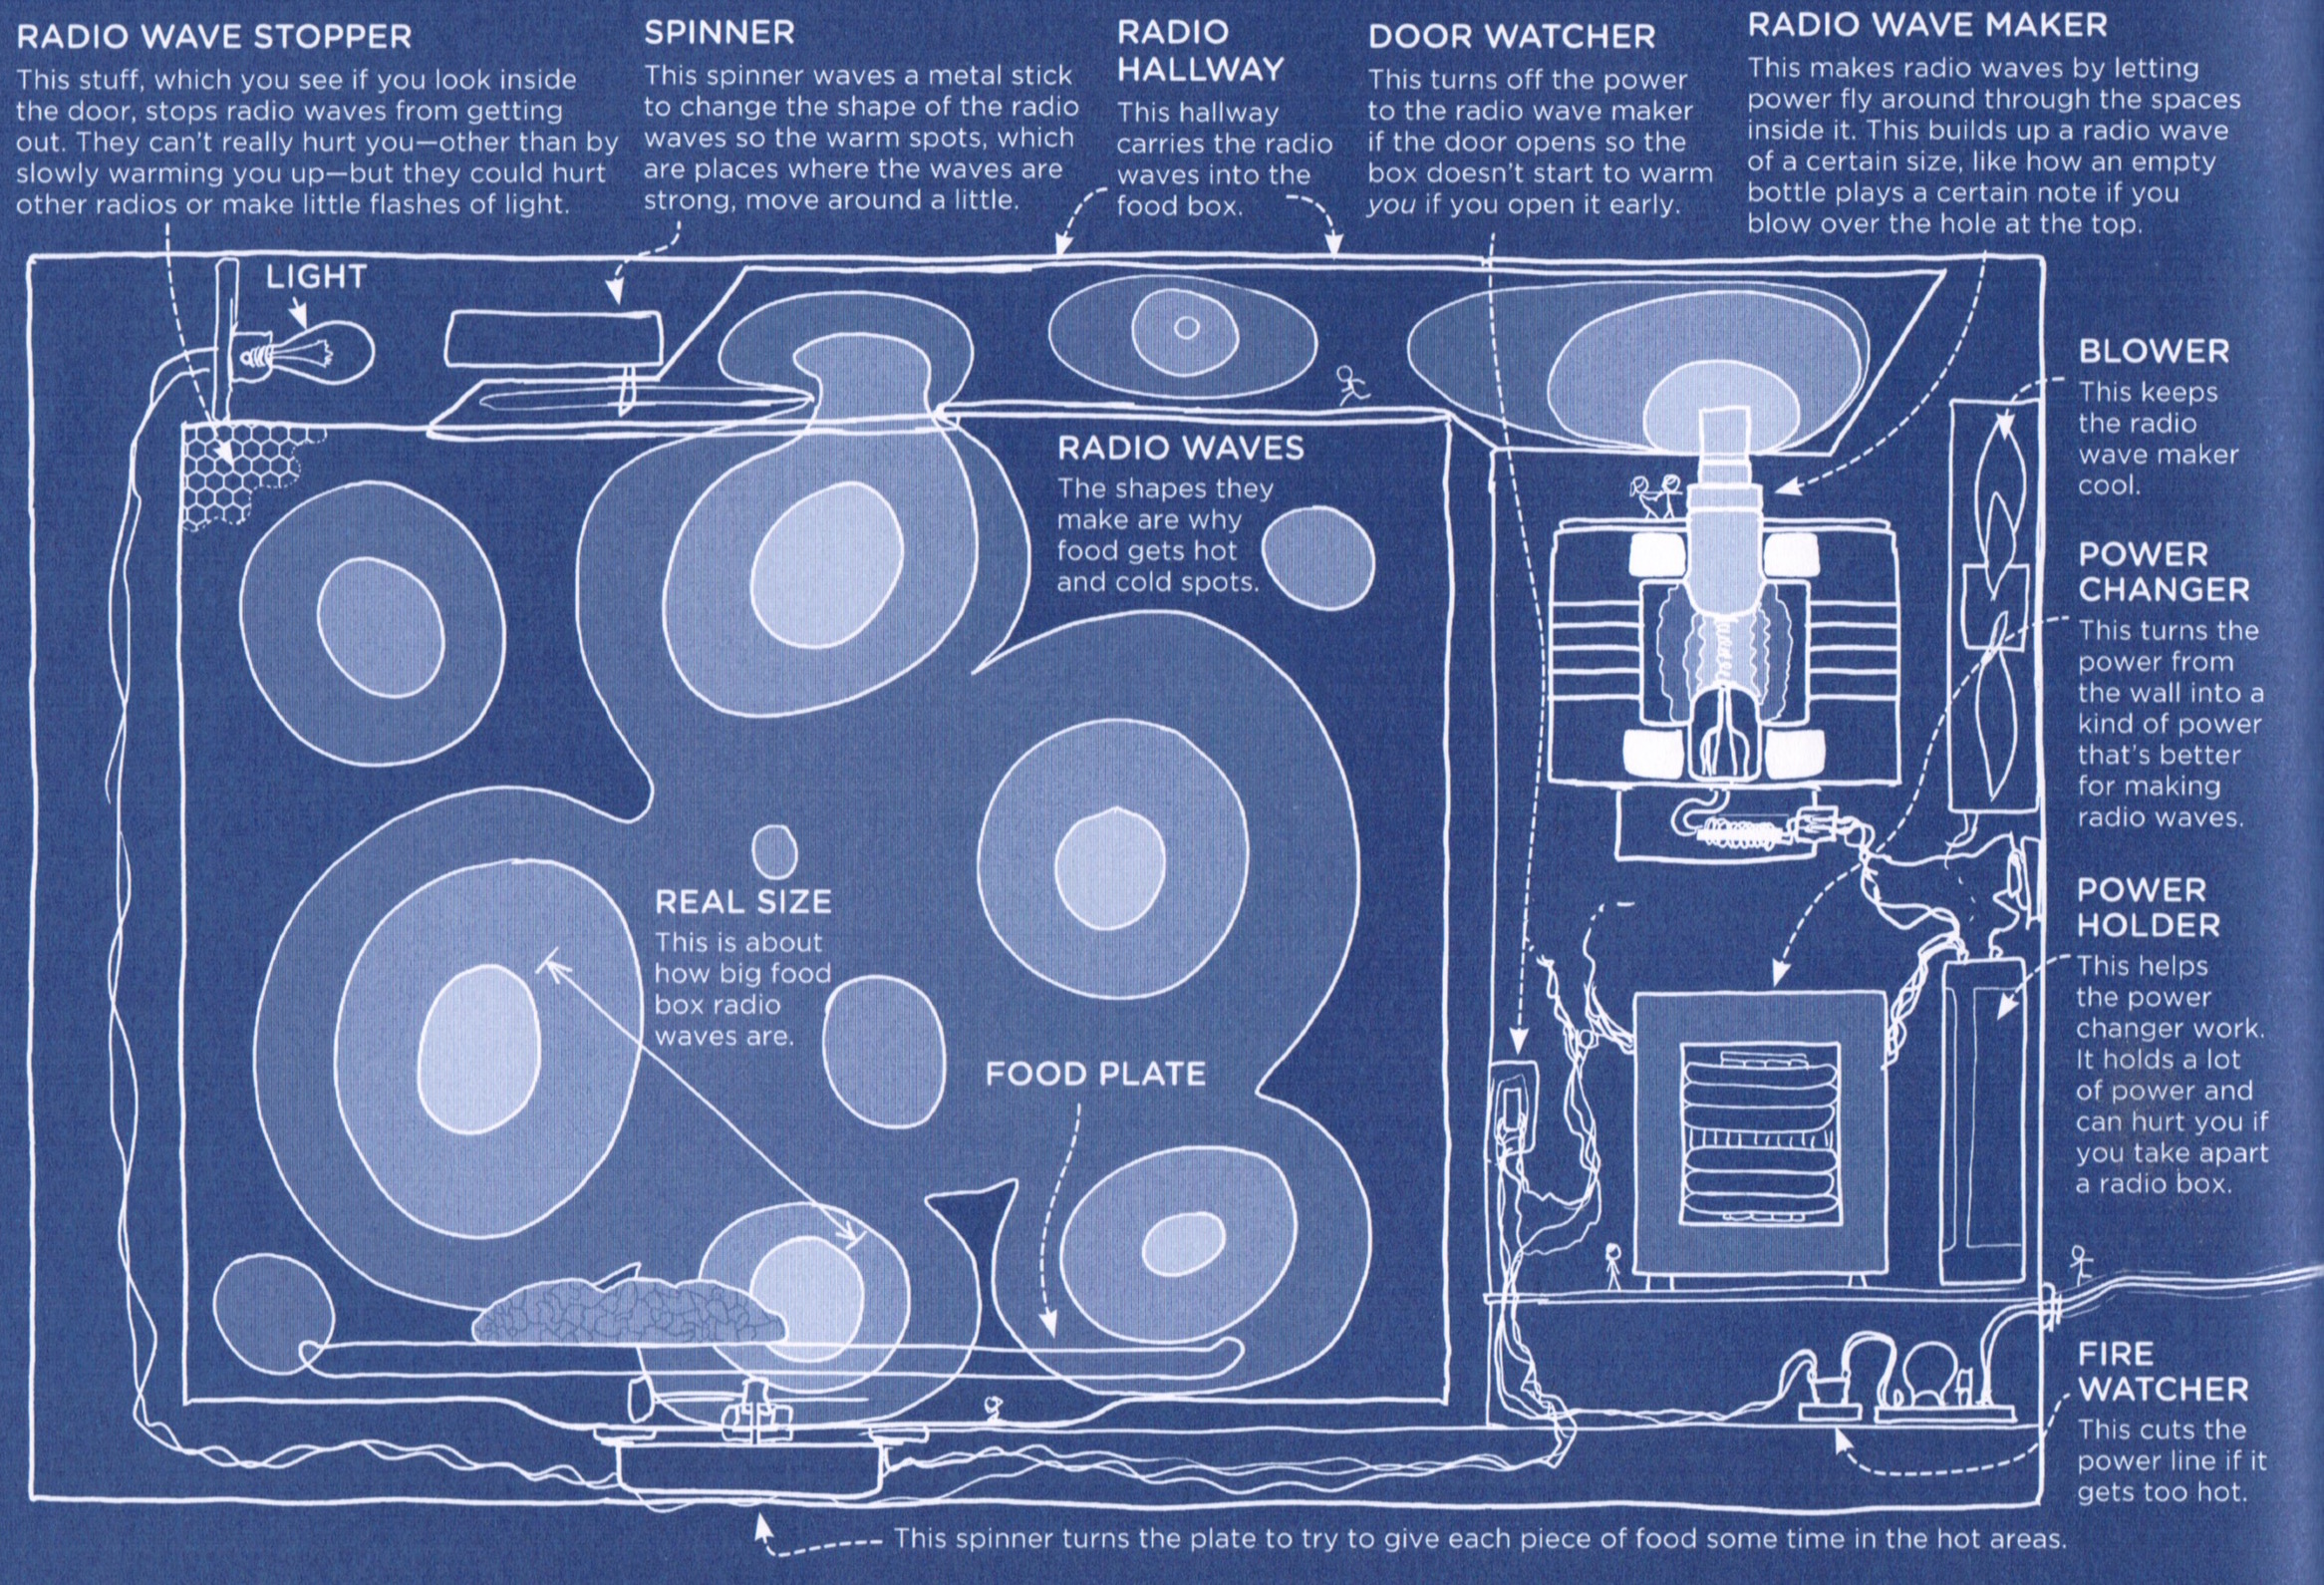 RADIO WAVE STOPPER
This stuff, which you see if you look inside
the door, stops radio waves from getting
out. They can't really hurt you—other than by
slowly warming you up—but they could hurt
other radios or make little flashes of light.
SPINNER
This spinner waves a metal stick
to change the shape of the radio
waves so the warm spots, which
are places where the waves are
strong, move around a little.
RADIO
HALLWAY
This hallway
carries the radio
waves into the
food box.
DOOR WATCHER
This turns off the power
to the radio wave maker
if the door opens so the
box doesn't start to warm
you if you open it early.
RADIO WAVE MAKER
This makes radio waves by letting
power fly around through the spaces
inside it. This builds up a radio wave
of a certain size, like how an empty
bottle plays a certain note if you
blow over the hole at the top.
LIGHT
BLOWER
This keeps
the radio
wave maker
cool.
RADIO WAVES
The shapes they
make are why
food gets hot
and cold spots.
POWER
CHANGER
This turns the
power from
the wall into a
kind of power
that's better
for making
radio waves.
REAL SIZE
This is about
how big food
box radio
waves are.
POWER
HOLDER
This helps
the power
changer work.
It holds a lot
of power and
can hurt you if
you take apart
a radio box.
FOOD PLATE
FIRE
WATCHER
This cuts the
power line if it
gets too hot.
This spinner turns the plate to try to give each piece of food some time in the hot areas.